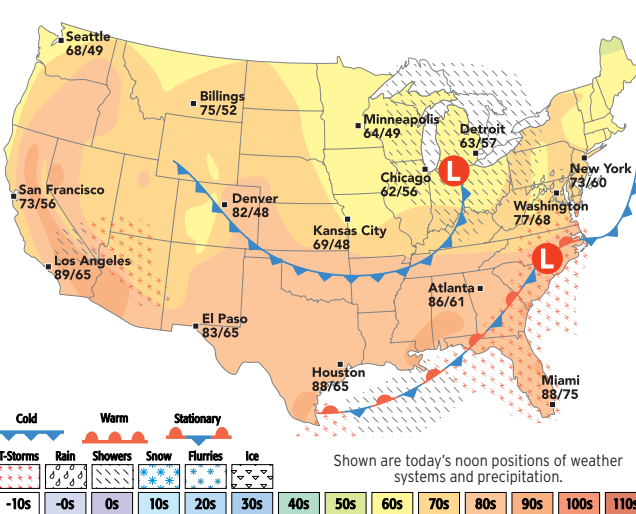 Seattle
68/49
Billings
75/52
Minneapolis
64/49
Detroit
63/57
Chicago
62/56
New York
73/60
San Francisco
73/56
Denver
82/48
Washington
77/68
Kansas City
69/48
Los Angeles
89/65
L
L
Atlanta
86/61
El Paso
83/65
Houston
88/65
Miami
88/75
Cold
Warm
Stationary
T-Storms Rain Showers Snow Flurries Ice
Shown are today's noon positions of weather
systems and precipitation.
-10s -0s 0s 10s 20s 30s 40s 50s 60s 70s 80s 90s 100s 110s